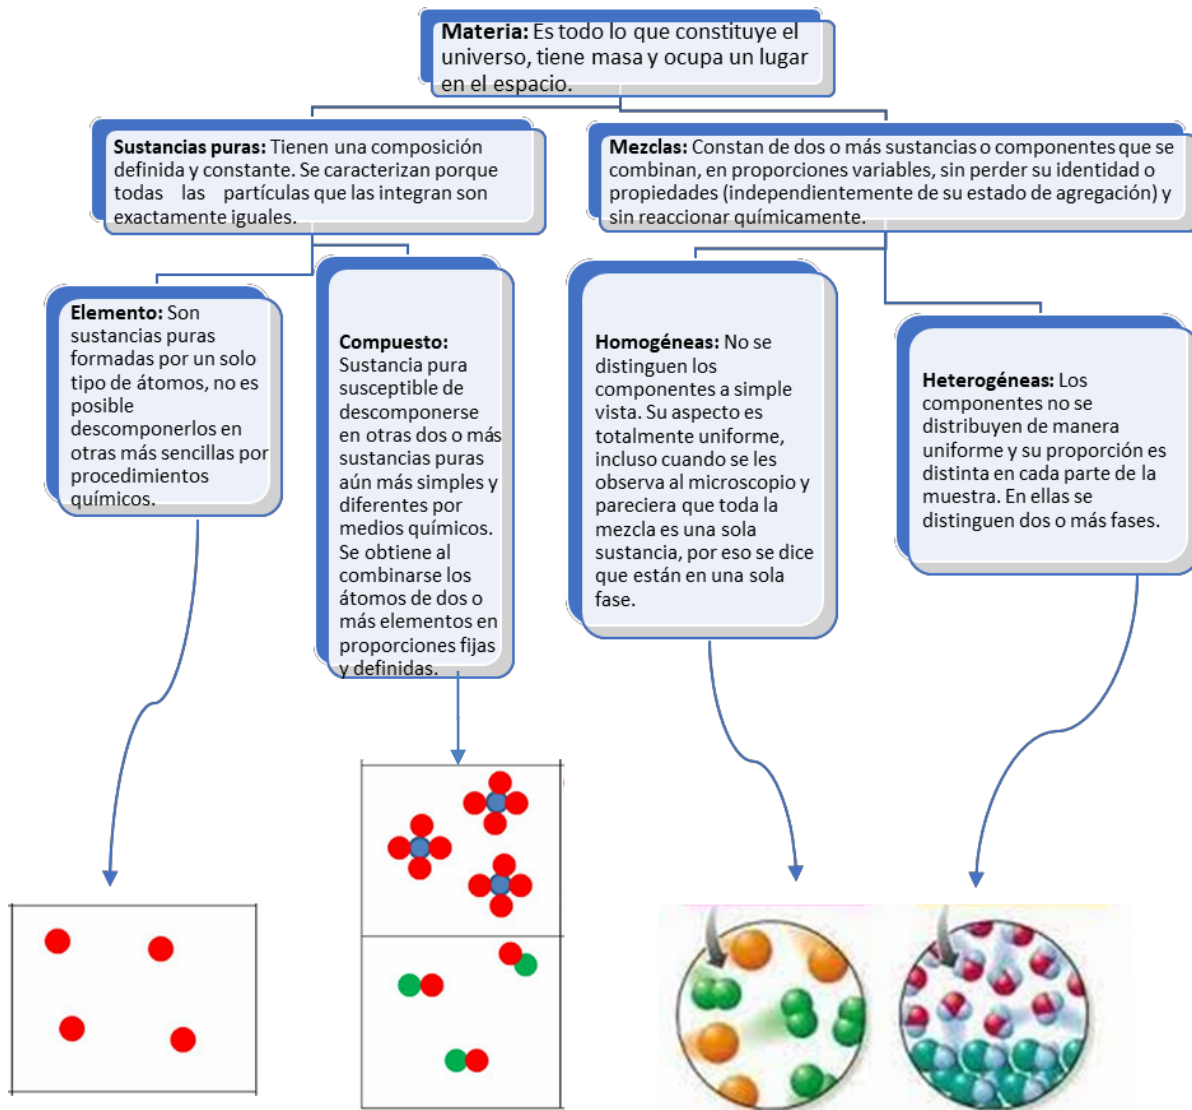 Materia: Es todo lo que constituye el
universo, tiene masa y ocupa un lugar
en el espacio.
Sustancias puras: Tienen una composición
definida y constante. Se caracterizan porque
todas las partículas que las integran son
exactamente iguales.
Mezclas: Constan de dos o más sustancias o componentes que se
combinan, en proporciones variables, sin perder su identidad o
propiedades (independientemente de su estado de agregación) y
sin reaccionar químicamente.
Elemento: Son
sustancias puras
formadas por un solo
tipo de átomos, no es
posible
descomponerlos en
otras más sencillas por
procedimientos
químicos.
Compuesto:
Sustancia pura
susceptible de
descomponerse
en otras dos o más
sustancias puras
aún más simples y
diferentes por
medios químicos.
Se obtiene al
combinarse los
átomos de dos o
más elementos en
proporciones fijas
y definidas.
Homogéneas: No se
distinguen los
componentes a simple
vista. Su aspecto es
totalmente uniforme,
incluso cuando se les
observa al microscopio y
pareciera que toda la
mezcla es una sola
sustancia, por eso se dice
que están en una sola
fase.
Heterogéneas: Los
componentes no se
distribuyen de manera
uniforme y su proporción es
distinta en cada parte de la
muestra. En ellas se
distinguen dos o más fases.